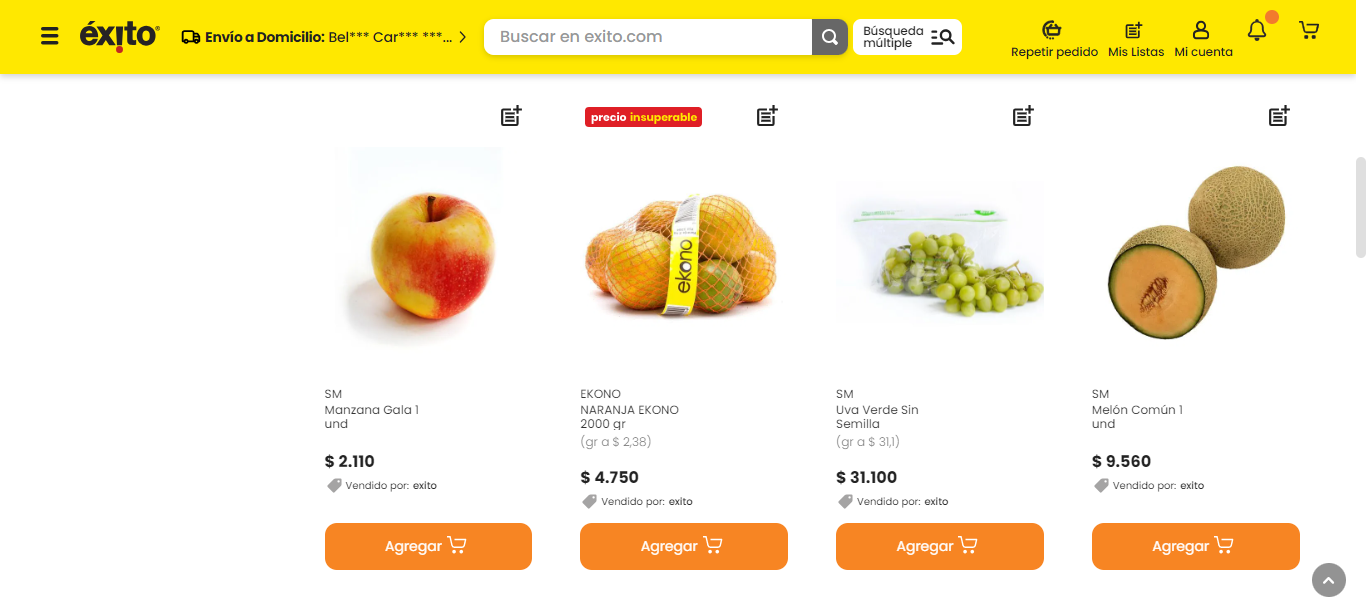 éxito
Envío a Domicilio: Bel*** Car*** ***...
Buscar en exito.com
Búsqueda
múltiple
Repetir pedido
Mis Listas
Mi cuenta
precio insuperable
ekono
SM
Manzana Gala 1
und
$ 2.110
Vendido por: exito
Agregar
EKONO
NARANJA EKONO
2000 gr
(gr a $ 2,38)
$ 4.750
Vendido por: exito
Agregar
SM
Uva Verde Sin
Semilla
(gr a $ 31,1)
$ 31.100
Vendido por: exito
Agregar
SM
Melón Común 1
und
$ 9.560
Vendido por: exito
Agregar